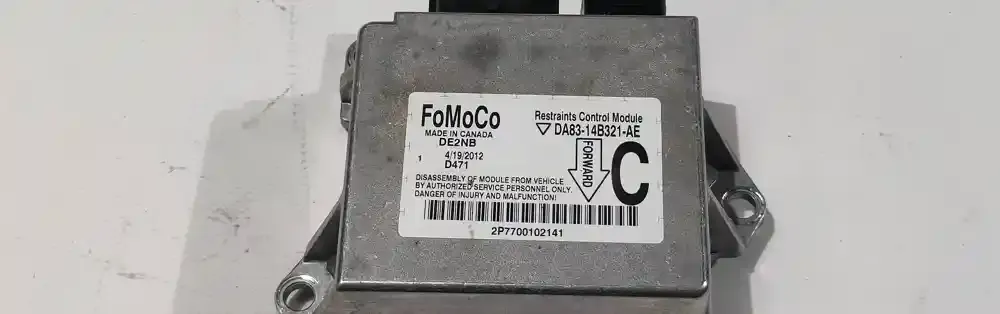 FoMoCo
MADE IN CANADA
DE2NB
1 4/19/2012
D471
Restraints Control Module
DA83-14B321-AE
FORWARD
C
DISASSEMBLY OF MODULE FROM VEHICLE
BY AUTHORIZED SERVICE PERSONNEL ONLY.
DANGER OF INJURY AND MALFUNCTION!
2P7700102141